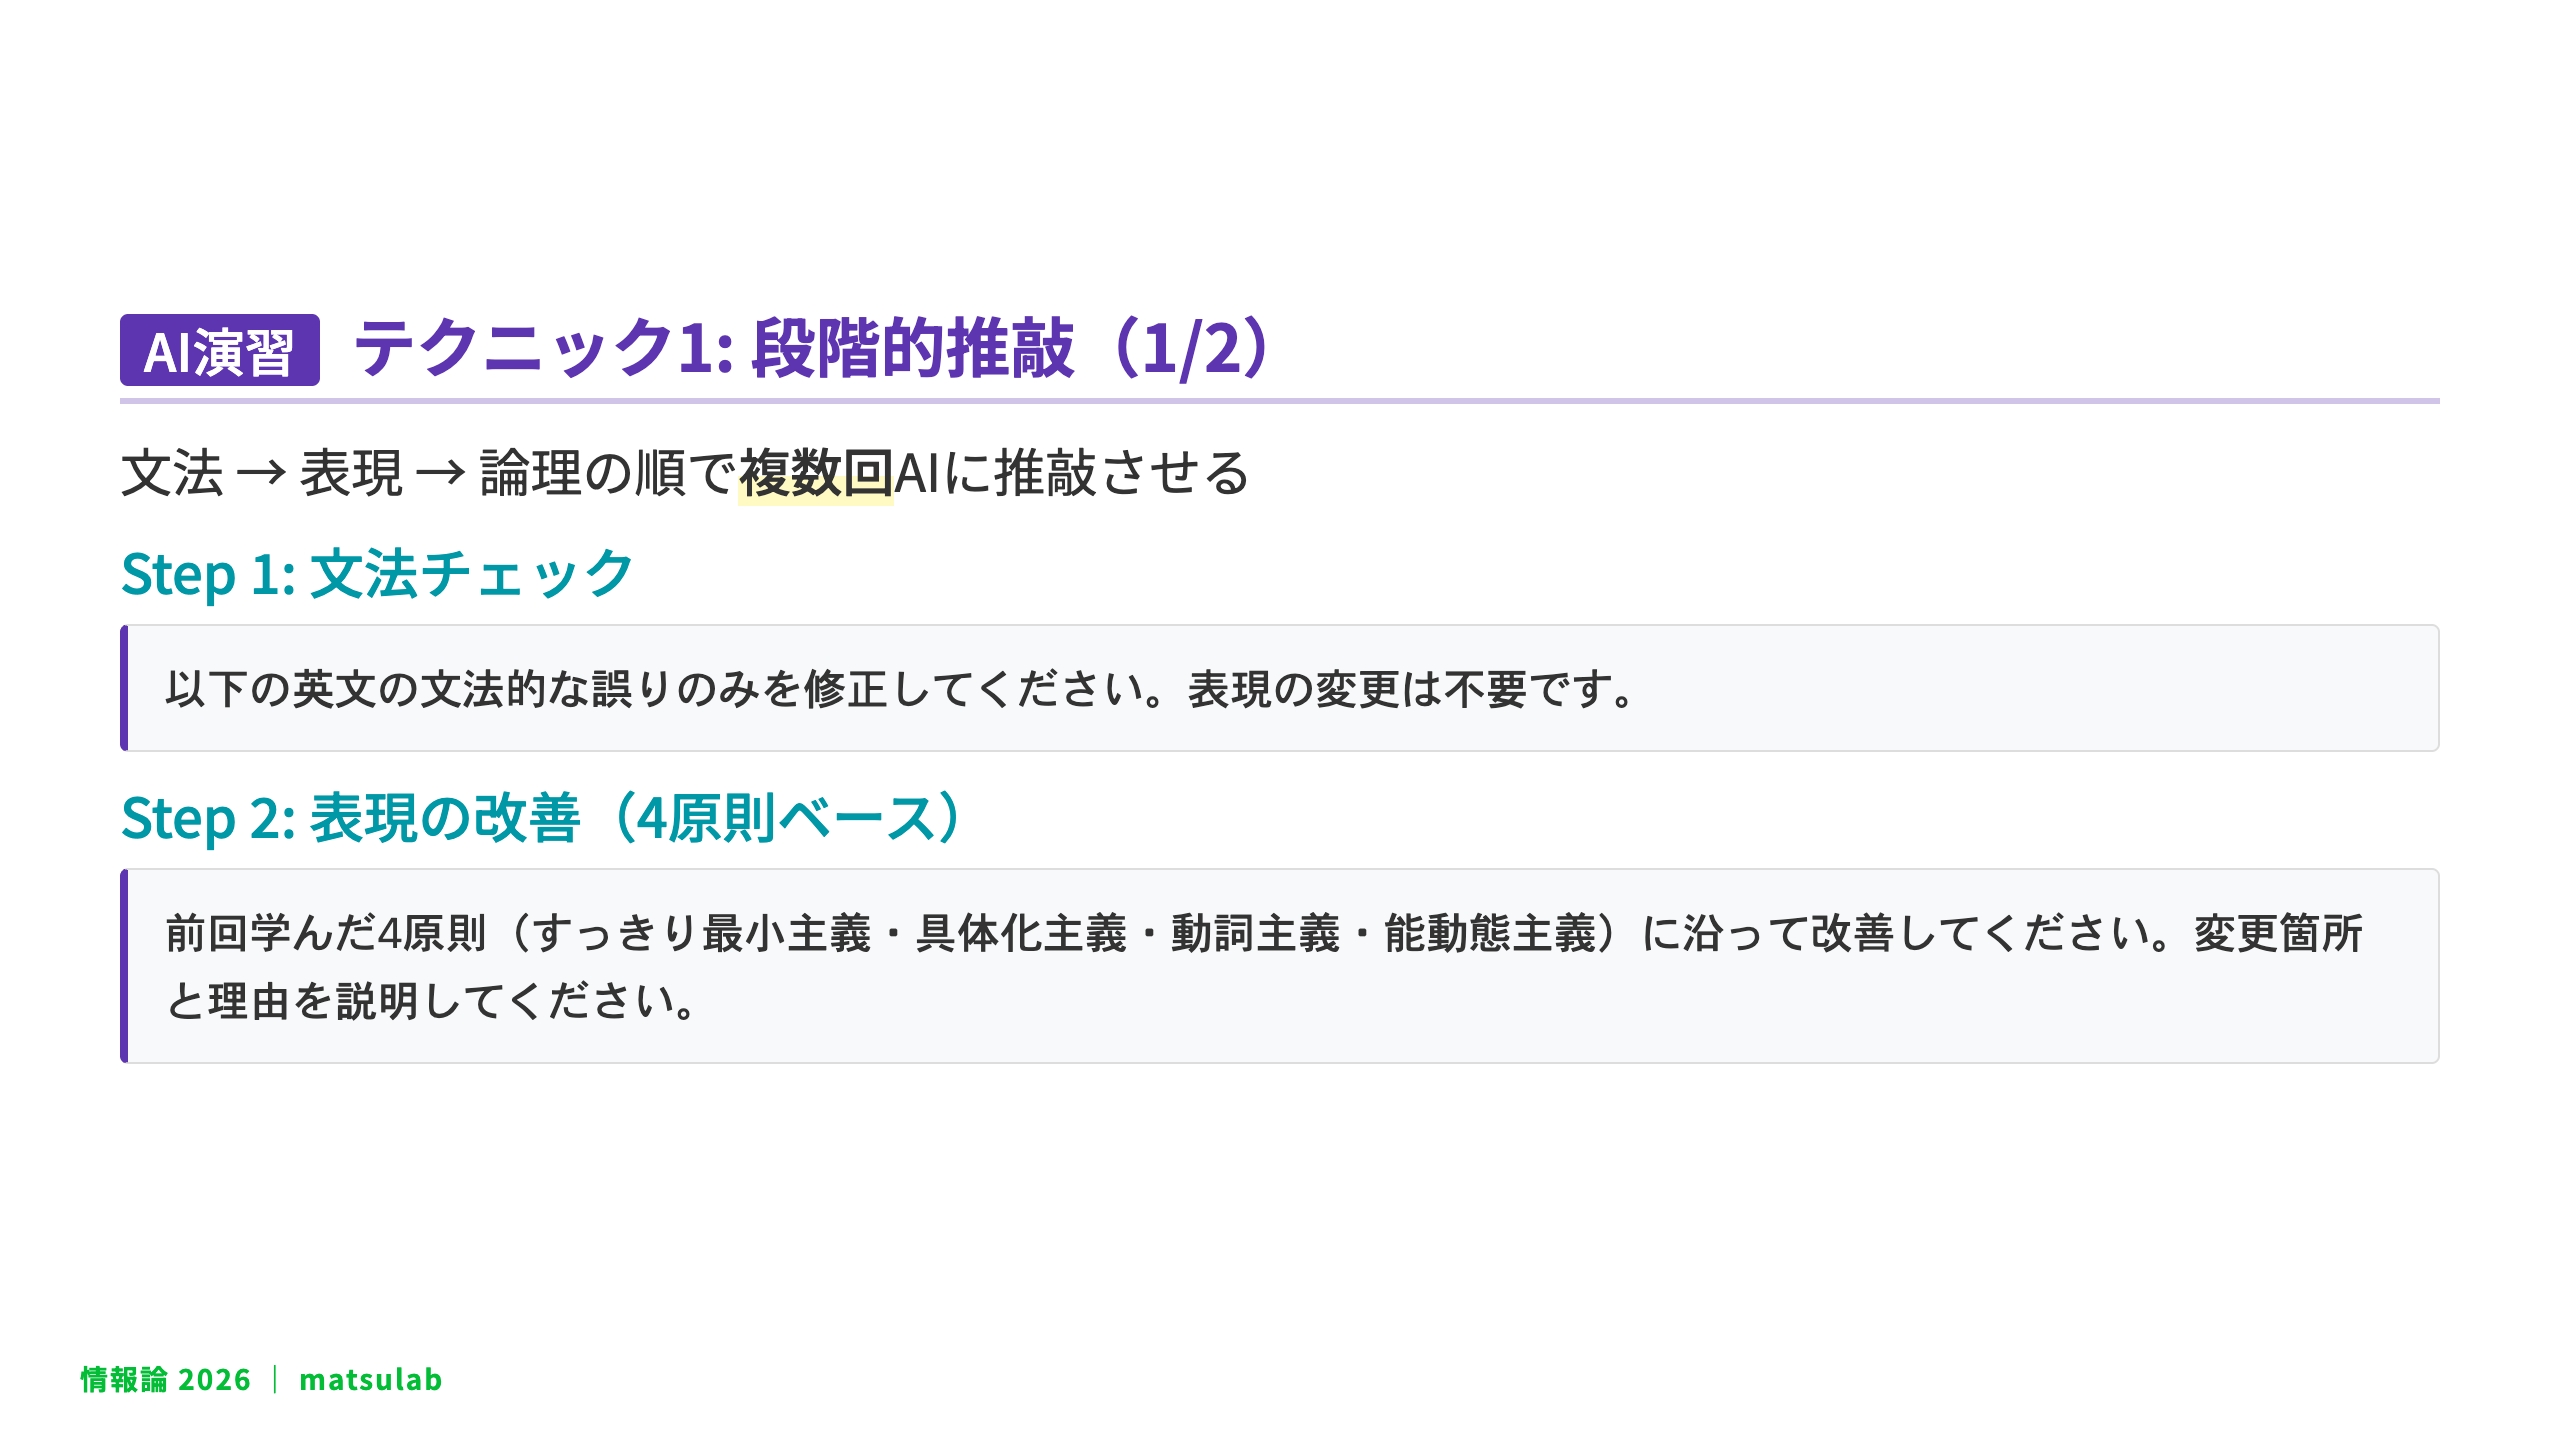 AI演習 テクニック1: 段階的推敲（1/2）
文法 → 表現 → 論理の順で複数回AIに推敲させる
Step 1: 文法チェック
以下の英文の文法的な誤りのみを修正してください。表現の変更は不要です。
Step 2: 表現の改善（4原則ベース）
前回学んだ4原則（すっきり最小主義・具体化主義・動詞主義・能動態主義）に沿って改善してください。変更箇所
と理由を説明してください。
情報論 2026 ｜ matsulab